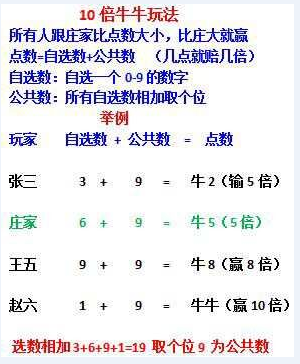 10 倍牛牛玩法
所有人跟庄家比点数大小，比庄大就赢
点数=自选数+公共数 （几点就赔几倍）
自选数：自选一个 0-9 的数字
公共数：所有自选数相加取个位
举例
玩家 自选数 + 公共数 = 点数
张三 3 + 9 = 牛 2（输 5 倍）
庄家 6 + 9 = 牛 5（5 倍）
王五 9 + 9 = 牛 8（赢 8 倍）
赵六 1 + 9 = 牛牛（赢 10 倍）
选数相加 3+6+9+1=19 取个位 9 为公共数